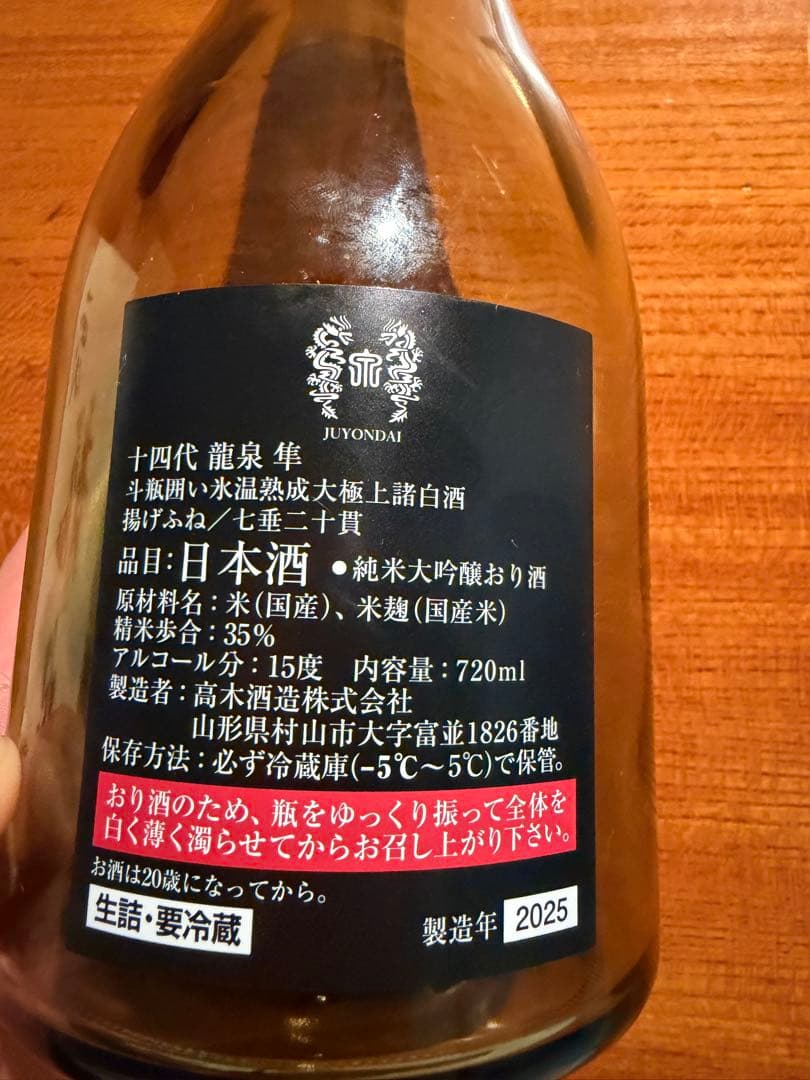 JUYONDAI
十四代 龍泉 隼
斗瓶囲い氷温熟成大極上諸白酒
揚げふね／七垂二十貫
品目：日本酒 ●純米大吟醸おり酒
原材料名：米（国産）、米麹（国産米）
精米歩合：35%
アルコール分：15度 内容量：720ml
製造者：高木酒造株式会社
山形県村山市大字富並1826番地
保存方法：必ず冷蔵庫(−5℃〜5℃)で保管。
おり酒のため、瓶をゆっくり振って全体を
白く薄く濁らせてからお召し上がり下さい。
お酒は20歳になってから。
生詰・要冷蔵
製造年 2025